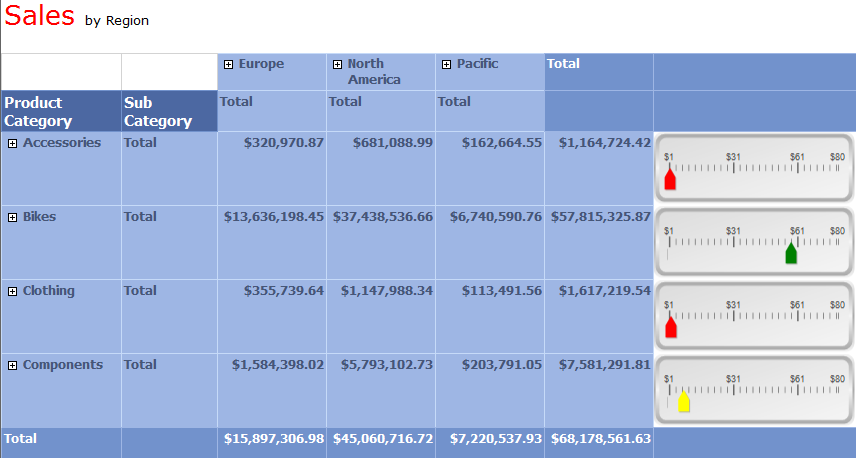 Sales by Region
Europe North America Pacific Total
Product Category Sub Category Total Total Total
Accessories Total $320,970.87 $681,088.99 $162,664.55 $1,164,724.42 $1 $31 $61 $80
Bikes Total $13,636,198.45 $37,438,536.66 $6,740,590.76 $57,815,325.87 $1 $31 $61 $80
Clothing Total $355,739.64 $1,147,988.34 $113,491.56 $1,617,219.54 $1 $31 $61 $80
Components Total $1,584,398.02 $5,793,102.73 $203,791.05 $7,581,291.81 $1 $31 $61 $80
Total $15,897,306.98 $45,060,716.72 $7,220,537.93 $68,178,561.63